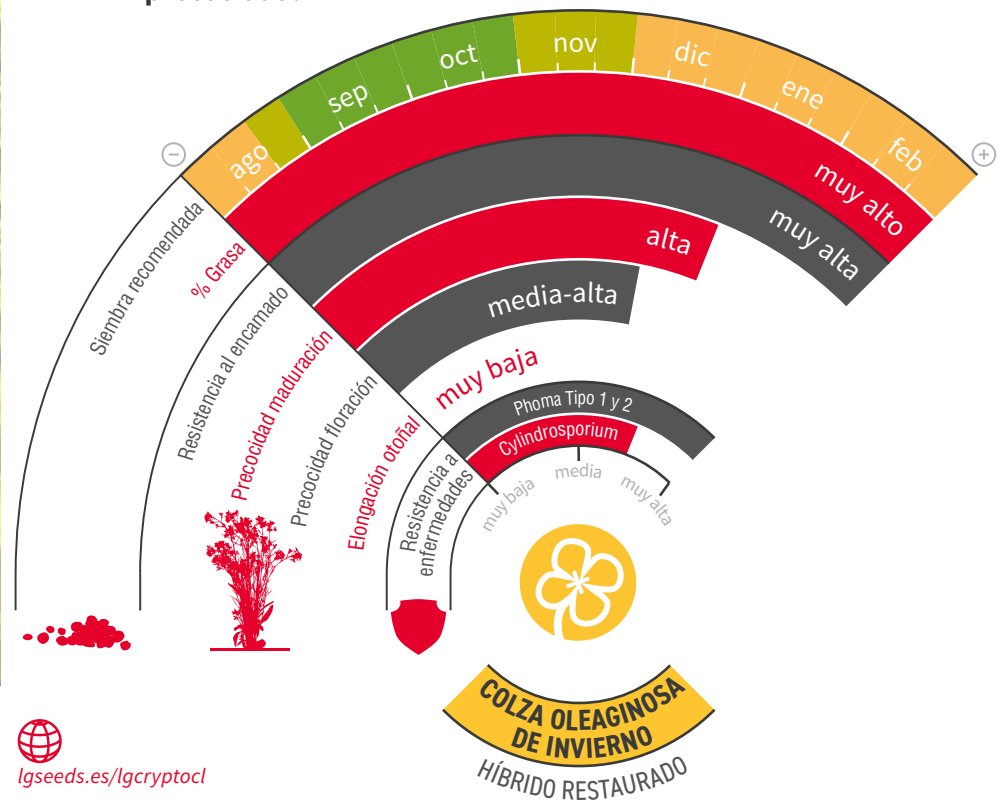 ago
sep
oct
nov
dic
ene
feb
−
+
Siembra recomendada
% Grasa
muy alto
Resistencia al encamado
muy alta
Precocidad maduración
alta
Precocidad floración
media-alta
Elongación otoñal
muy baja
Resistencia a
enfermedades
Phoma Tipo 1 y 2
Cylindrosporium
muy baja
media
muy alta
COLZA OLEAGINOSA
DE INVIERNO
HÍBRIDO RESTAURADO
lgseeds.es/lgcryptocl